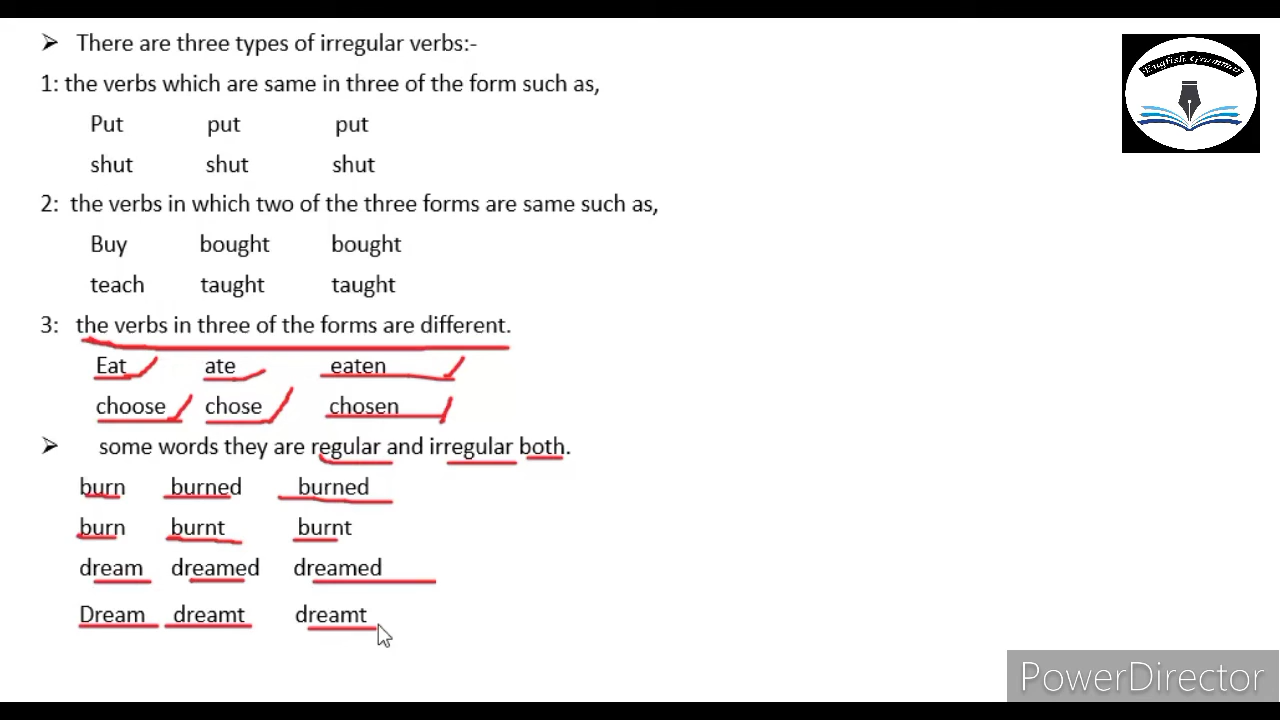 ➤ There are three types of irregular verbs:-
English Grammar
1: the verbs which are same in three of the form such as,
Put put put
shut shut shut
2: the verbs in which two of the three forms are same such as,
Buy bought bought
teach taught taught
3: the verbs in three of the forms are different.
Eat ate eaten
choose chose chosen
➤ some words they are regular and irregular both.
burn burned burned
burn burnt burnt
dream dreamed dreamed
Dream dreamt dreamt
PowerDirector